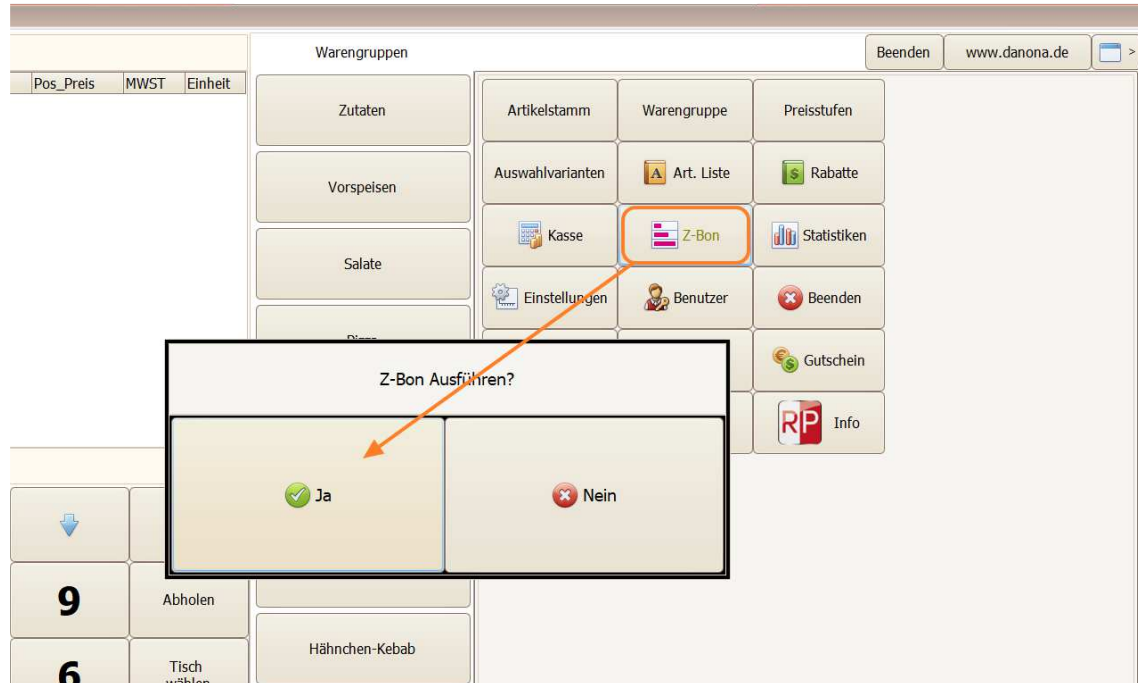 Warengruppen
Beenden
www.danona.de
>
Pos_Preis MWST Einheit
Zutaten
Artikelstamm
Warengruppe
Preisstufen
Vorspeisen
Auswahlvarianten
A Art. Liste
$ Rabatte
Salate
Kasse
Z-Bon
Statistiken
Einstellungen
Benutzer
Beenden
€ $ Gutschein
RP Info
Z-Bon Ausführen?
Ja
Nein
9
Abholen
6
Tisch
wählen
Hähnchen-Kebab